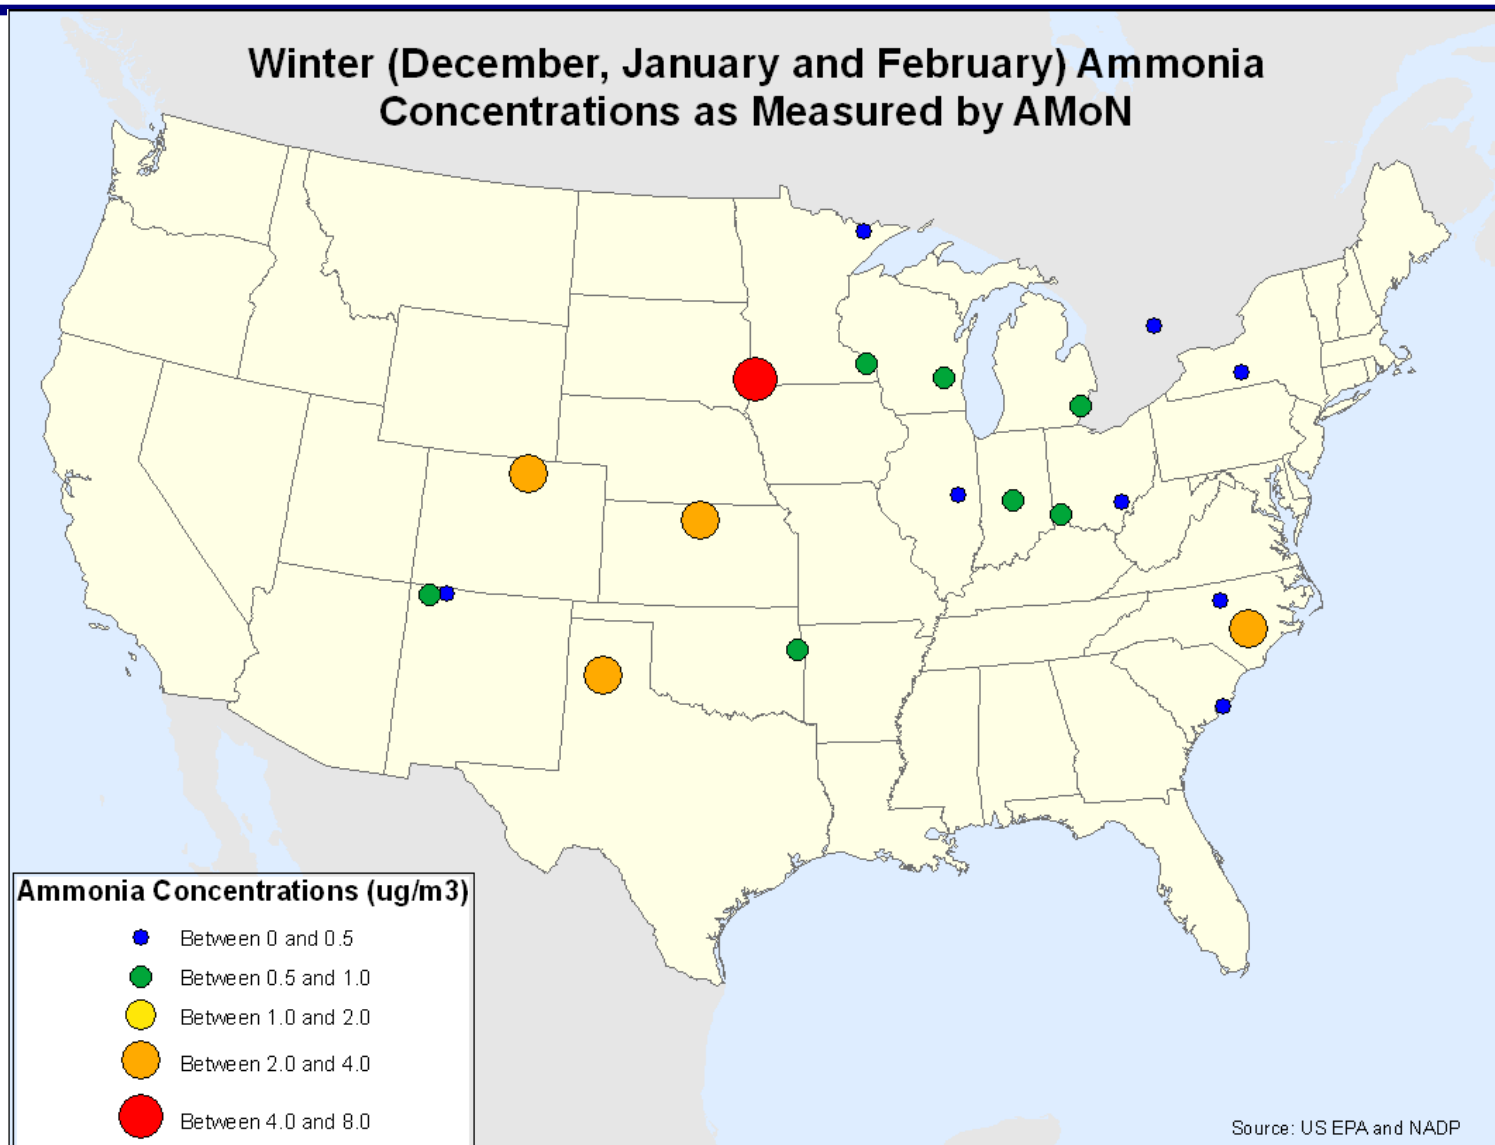 Winter (December, January and February) Ammonia
Concentrations as Measured by AMoN
Ammonia Concentrations (ug/m3)
Between 0 and 0.5
Between 0.5 and 1.0
Between 1.0 and 2.0
Between 2.0 and 4.0
Between 4.0 and 8.0
Source: US EPA and NADP